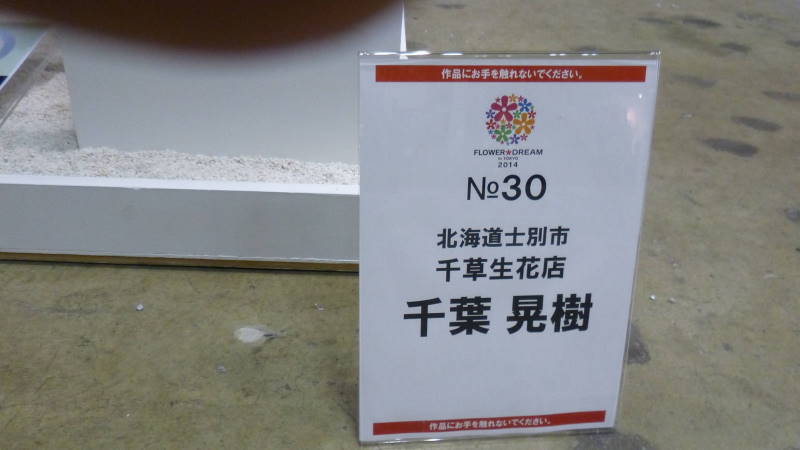 作品にお手を触れないでください。
FLOWER★DREAM
in TOKYO
2014
№30
北海道士別市
千草生花店
千葉 晃樹
作品にお手を触れないでください。